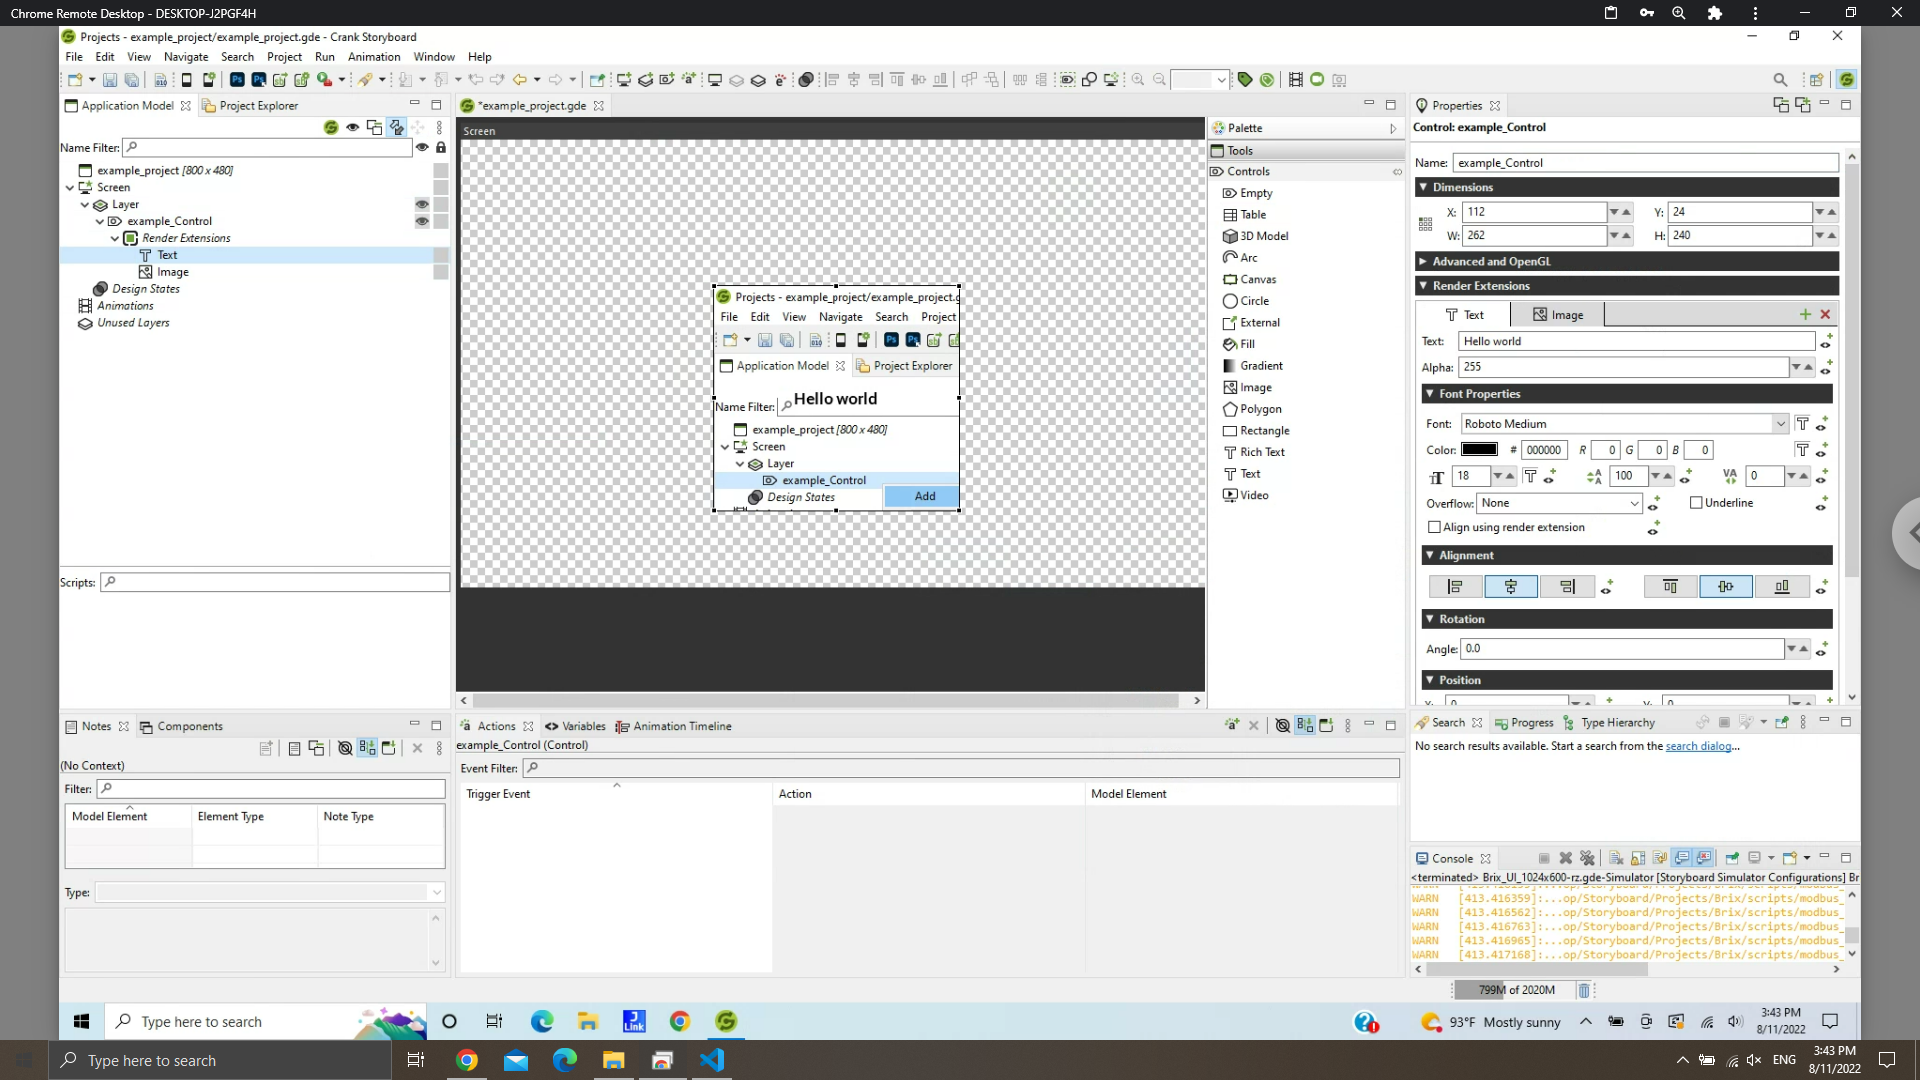 Chrome Remote Desktop - DESKTOP-J2PGF4H
Projects - example_project/example_project.gde - Crank Storyboard
File Edit View Navigate Search Project Run Animation Window Help
Application Model
Project Explorer
Name Filter:
example_project [800 x 480]
Screen
Layer
example_Control
Render Extensions
Text
Image
Design States
Animations
Unused Layers
Scripts:
*example_project.gde
Screen
Projects - example_project/example_project.g
File Edit View Navigate Search Project
Application Model Project Explorer
Hello world
Name Filter:
example_project [800 x 480]
Screen
Layer
example_Control
Design States
Add
Palette
Tools
Controls
Empty
Table
3D Model
Arc
Canvas
Circle
External
Fill
Gradient
Image
Polygon
Rectangle
Rich Text
Text
Video
Properties
Control: example_Control
Name: example_Control
Dimensions
X: 112 Y: 24
W: 262 H: 240
Advanced and OpenGL
Render Extensions
Text Image
Text: Hello world
Alpha: 255
Font Properties
Font: Roboto Medium
Color: # 000000 R 0 G 0 B 0
18 100 VA 0
Overflow: None Underline
Align using render extension
Alignment
Rotation
Angle: 0.0
Position
Notes Components
(No Context)
Filter:
Model Element Element Type Note Type
Type:
Actions Variables Animation Timeline
example_Control (Control)
Event Filter:
Trigger Event Action Model Element
Search Progress Type Hierarchy
No search results available. Start a search from the search dialog...
Console
<terminated> Brix_UI_1024x600-rz.gde-Simulator [Storyboard Simulator Configurations] Br
WARN [413.416359]:...op/Storyboard/Projects/Brix/scripts/modbus_
WARN [413.416562]:...op/Storyboard/Projects/Brix/scripts/modbus_
WARN [413.416763]:...op/Storyboard/Projects/Brix/scripts/modbus_
WARN [413.416965]:...op/Storyboard/Projects/Brix/scripts/modbus_
WARN [413.417168]:...op/Storyboard/Projects/Brix/scripts/modbus_
799M of 2020M
Type here to search
J
Link
93°F Mostly sunny
3:43 PM
8/11/2022
Type here to search
ENG
3:43 PM
8/11/2022